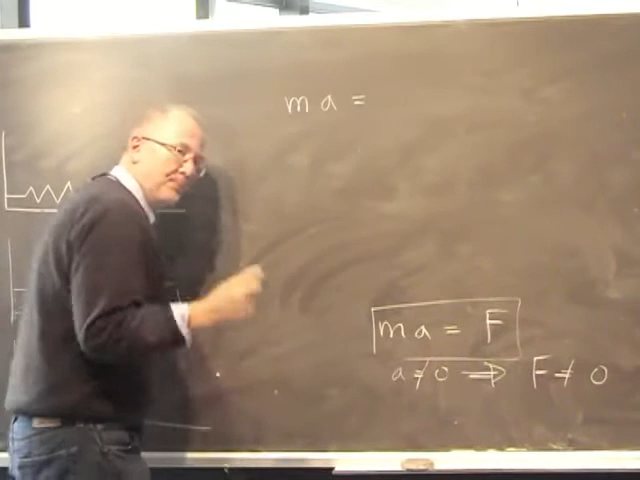 ma =
ma = F
a≠0 ⇒ F≠0